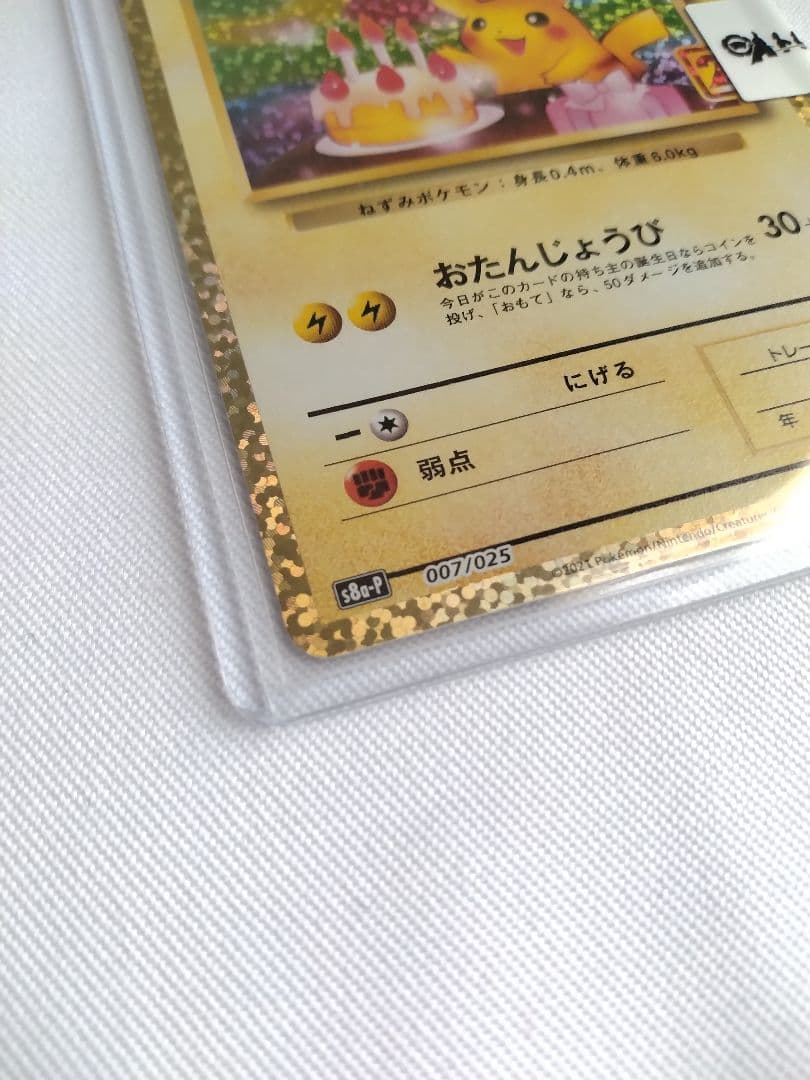 ねずみポケモン：身長0.4m、体重6.0kg
おたんじょうび
30
今日がこのカードの持ち主の誕生日ならコインを
投げ、「おもて」なら、50ダメージを追加する。
にげる
トレー
弱点
年
s8a-P 007/025
©2021 Pokémon/Nintendo/Creatures